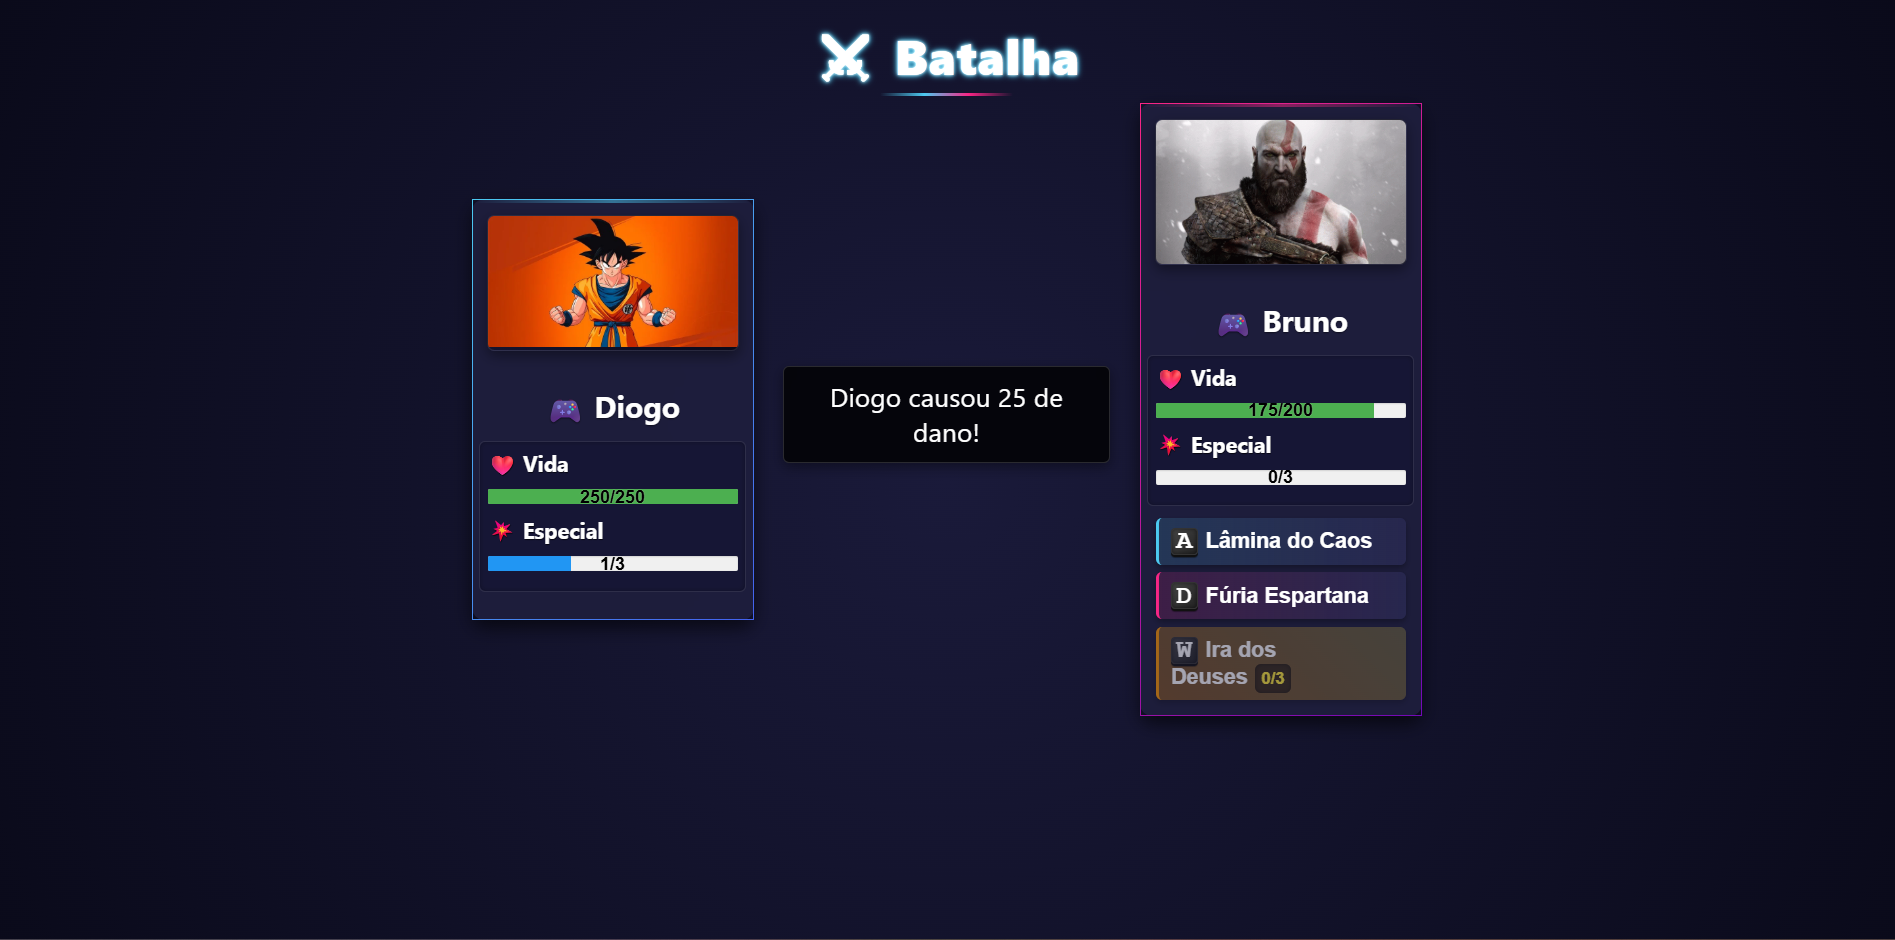 Batalha
Diogo
Vida
250/250
Especial
1/3
Diogo causou 25 de
dano!
Bruno
Vida
175/200
Especial
0/3
A Lâmina do Caos
D Fúria Espartana
W Ira dos
Deuses 0/3